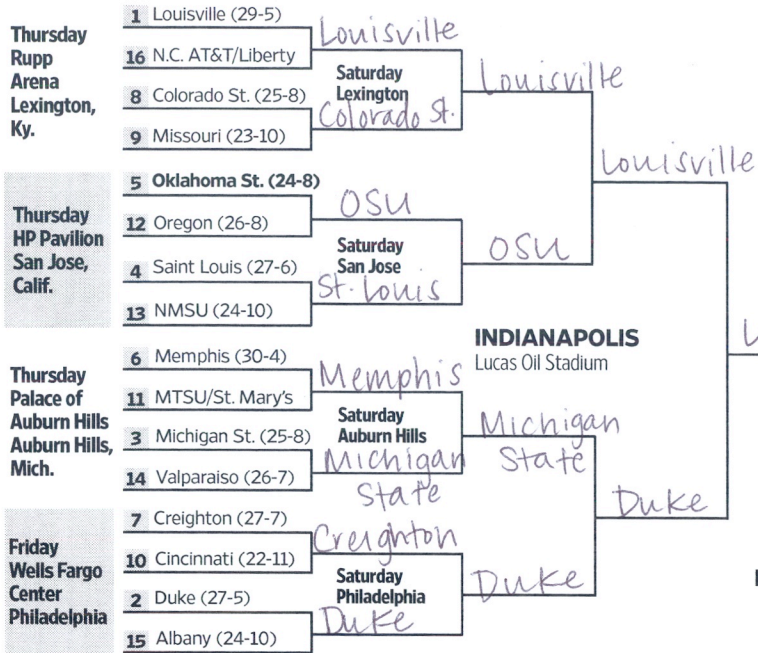 Thursday
Rupp
Arena
Lexington,
Ky.
1 Louisville (29-5)
16 N.C. AT&T/Liberty
8 Colorado St. (25-8)
9 Missouri (23-10)
Louisville
Saturday
Lexington
Colorado St.
Louisville
Louisville
Thursday
HP Pavilion
San Jose,
Calif.
5 Oklahoma St. (24-8)
12 Oregon (26-8)
4 Saint Louis (27-6)
13 NMSU (24-10)
OSU
Saturday
San Jose
St. Louis
OSU
INDIANAPOLIS
Lucas Oil Stadium
Thursday
Palace of
Auburn Hills
Auburn Hills,
Mich.
6 Memphis (30-4)
11 MTSU/St. Mary's
3 Michigan St. (25-8)
14 Valparaiso (26-7)
Memphis
Saturday
Auburn Hills
Michigan
State
Michigan
State
Duke
Friday
Wells Fargo
Center
Philadelphia
7 Creighton (27-7)
10 Cincinnati (22-11)
2 Duke (27-5)
15 Albany (24-10)
Creighton
Saturday
Philadelphia
Duke
Duke